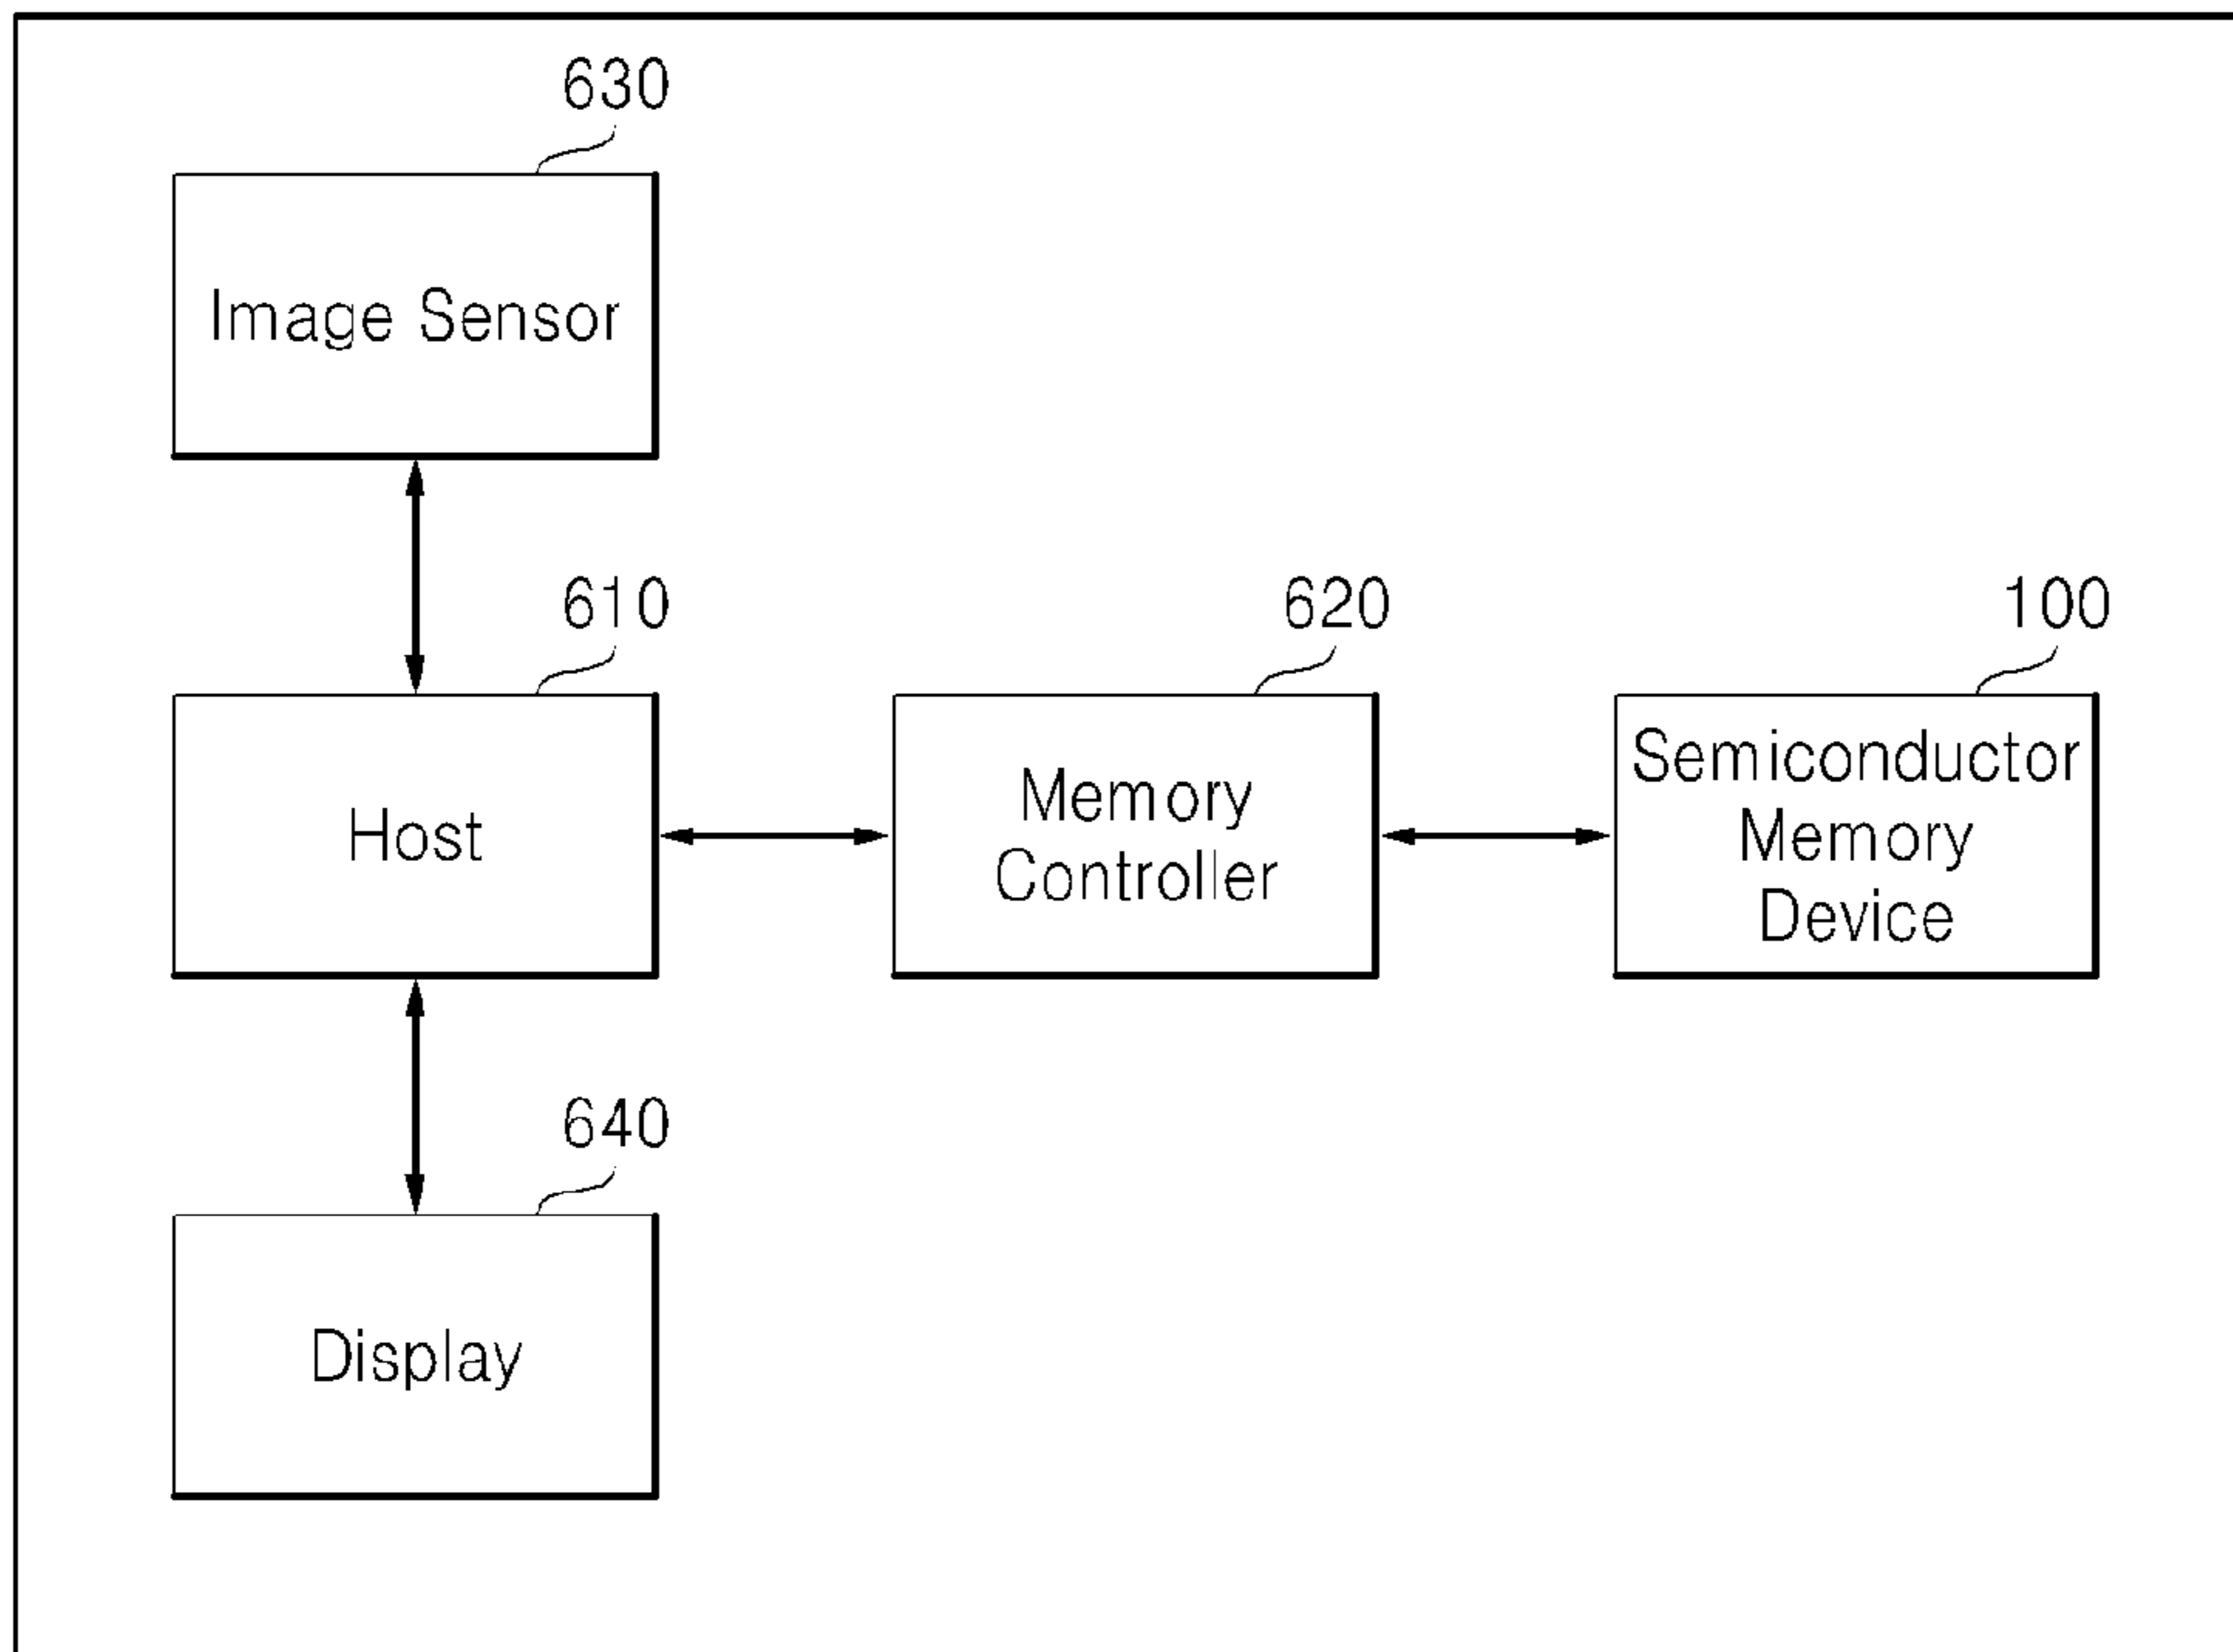 630
Image Sensor
610
620
100
Host
Memory
Controller
Semiconductor
Memory
Device
640
Display